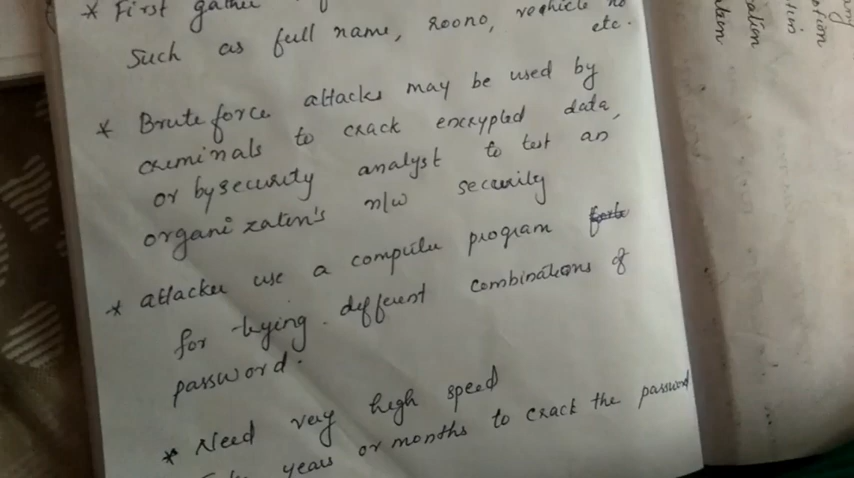 * First gather
Such as full name, roono, vechicle no
etc.
* Brute force attacks may be used by
criminals to crack encrypted data,
or by security analyst to test an
organization's n/w security
* attacker use a computer program
for trying different combinations of
password.
* Need very high speed
years or months to crack the password